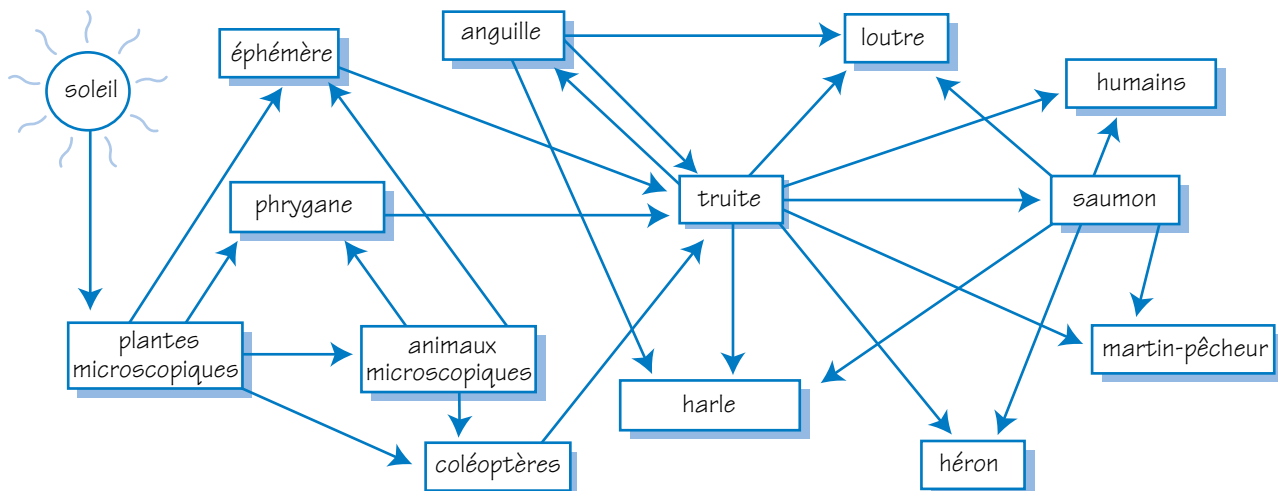 soleil
éphémère
anguille
loutre
humains
phrygane
truite
saumon
plantes
microscopiques
animaux
microscopiques
martin-pêcheur
harle
coléoptères
héron